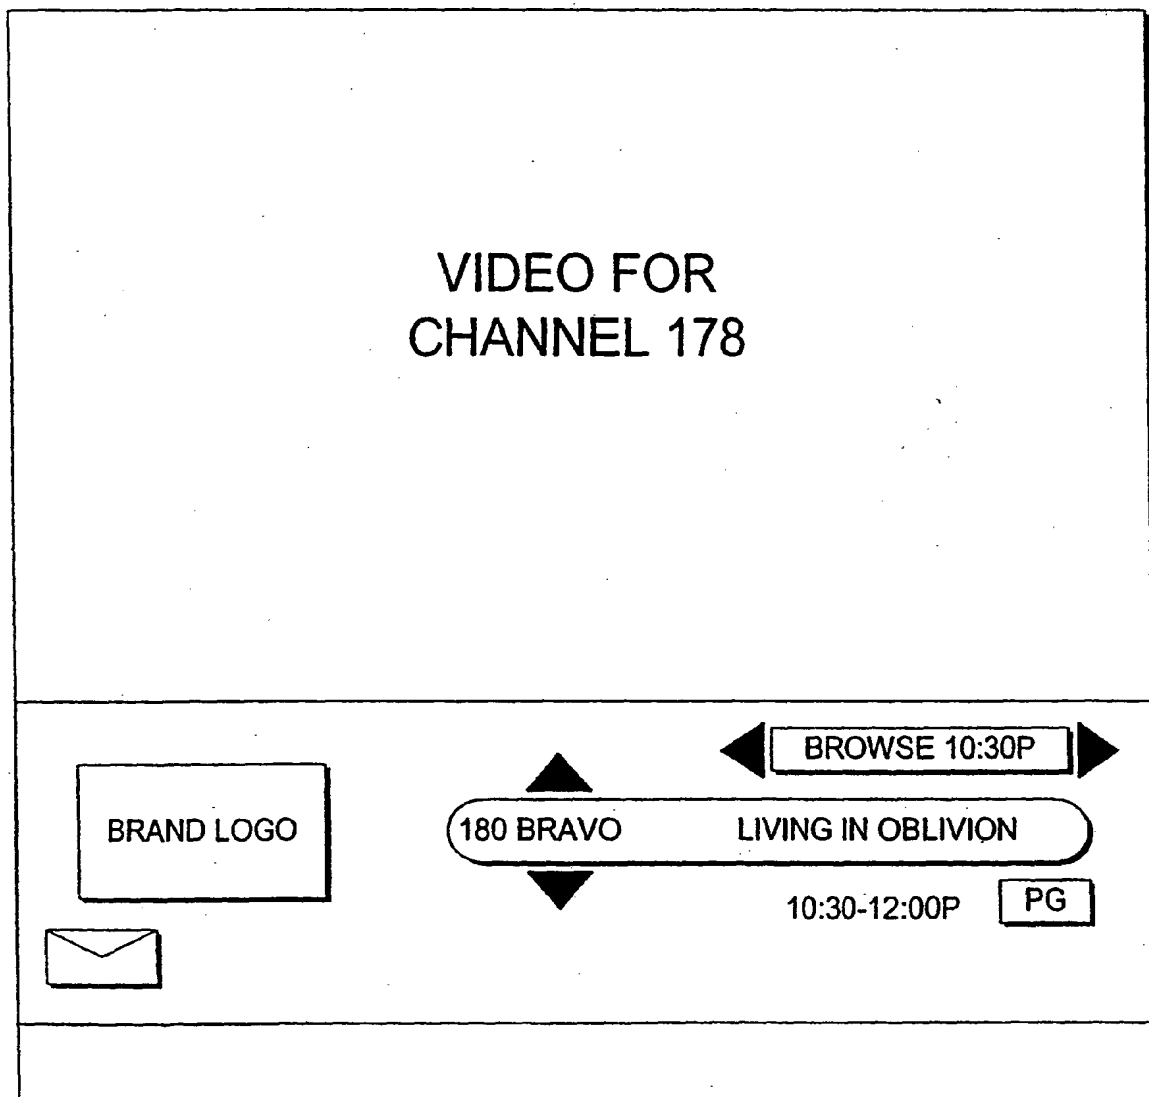 VIDEO FOR
CHANNEL 178
BROWSE 10:30P
BRAND LOGO
180 BRAVO LIVING IN OBLIVION
10:30-12:00P PG